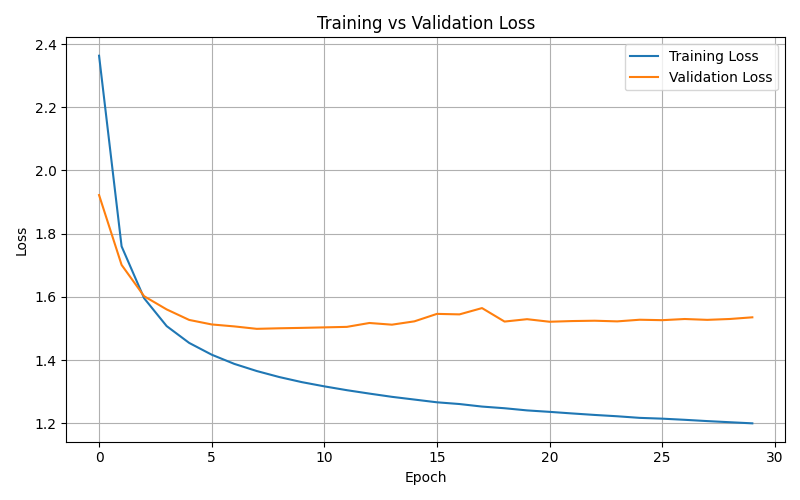 Training vs Validation Loss
Training Loss
Validation Loss
Loss
2.4
2.2
2.0
1.8
1.6
1.4
1.2
0 5 10 15 20 25 30
Epoch